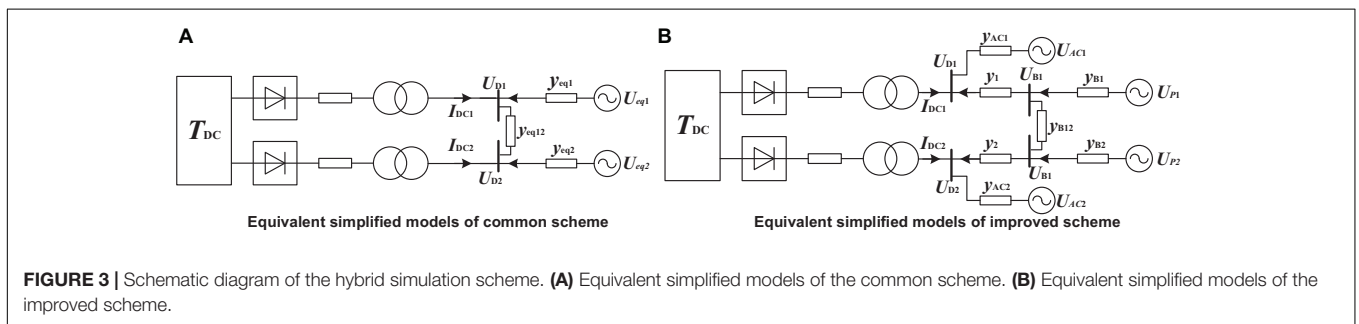 A
T_DC
I_DC1
U_D1
y_eq1
U_eq1
y_eq12
I_DC2
U_D2
y_eq2
U_eq2
Equivalent simplified models of common scheme
B
T_DC
I_DC1
U_D1
y_AC1
U_AC1
y_1
U_B1
y_B1
U_P1
y_B12
I_DC2
U_D2
y_2
U_B1
y_B2
U_P2
y_AC2
U_AC2
Equivalent simplified models of improved scheme
FIGURE 3 | Schematic diagram of the hybrid simulation scheme. (A) Equivalent simplified models of the common scheme. (B) Equivalent simplified models of the
improved scheme.